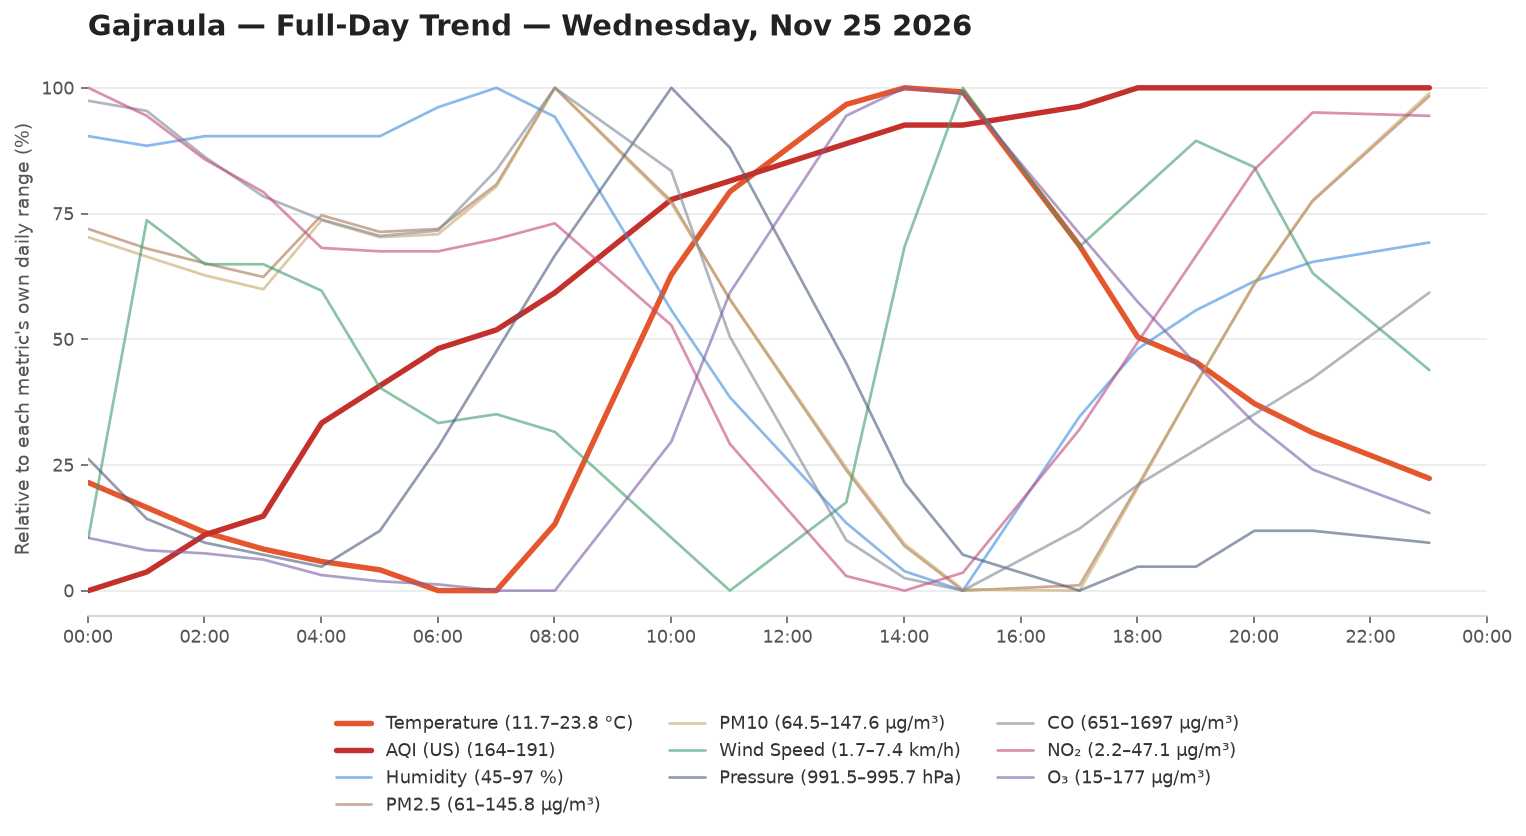 Gajraula — Full-Day Trend — Wednesday, Nov 25 2026
Relative to each metric's own daily range (%)
100
75
50
25
0
00:00 02:00 04:00 06:00 08:00 10:00 12:00 14:00 16:00 18:00 20:00 22:00 00:00
Temperature (11.7–23.8 °C)
AQI (US) (164–191)
Humidity (45–97 %)
PM2.5 (61–145.8 µg/m³)
PM10 (64.5–147.6 µg/m³)
Wind Speed (1.7–7.4 km/h)
Pressure (991.5–995.7 hPa)
CO (651–1697 µg/m³)
NO₂ (2.2–47.1 µg/m³)
O₃ (15–177 µg/m³)